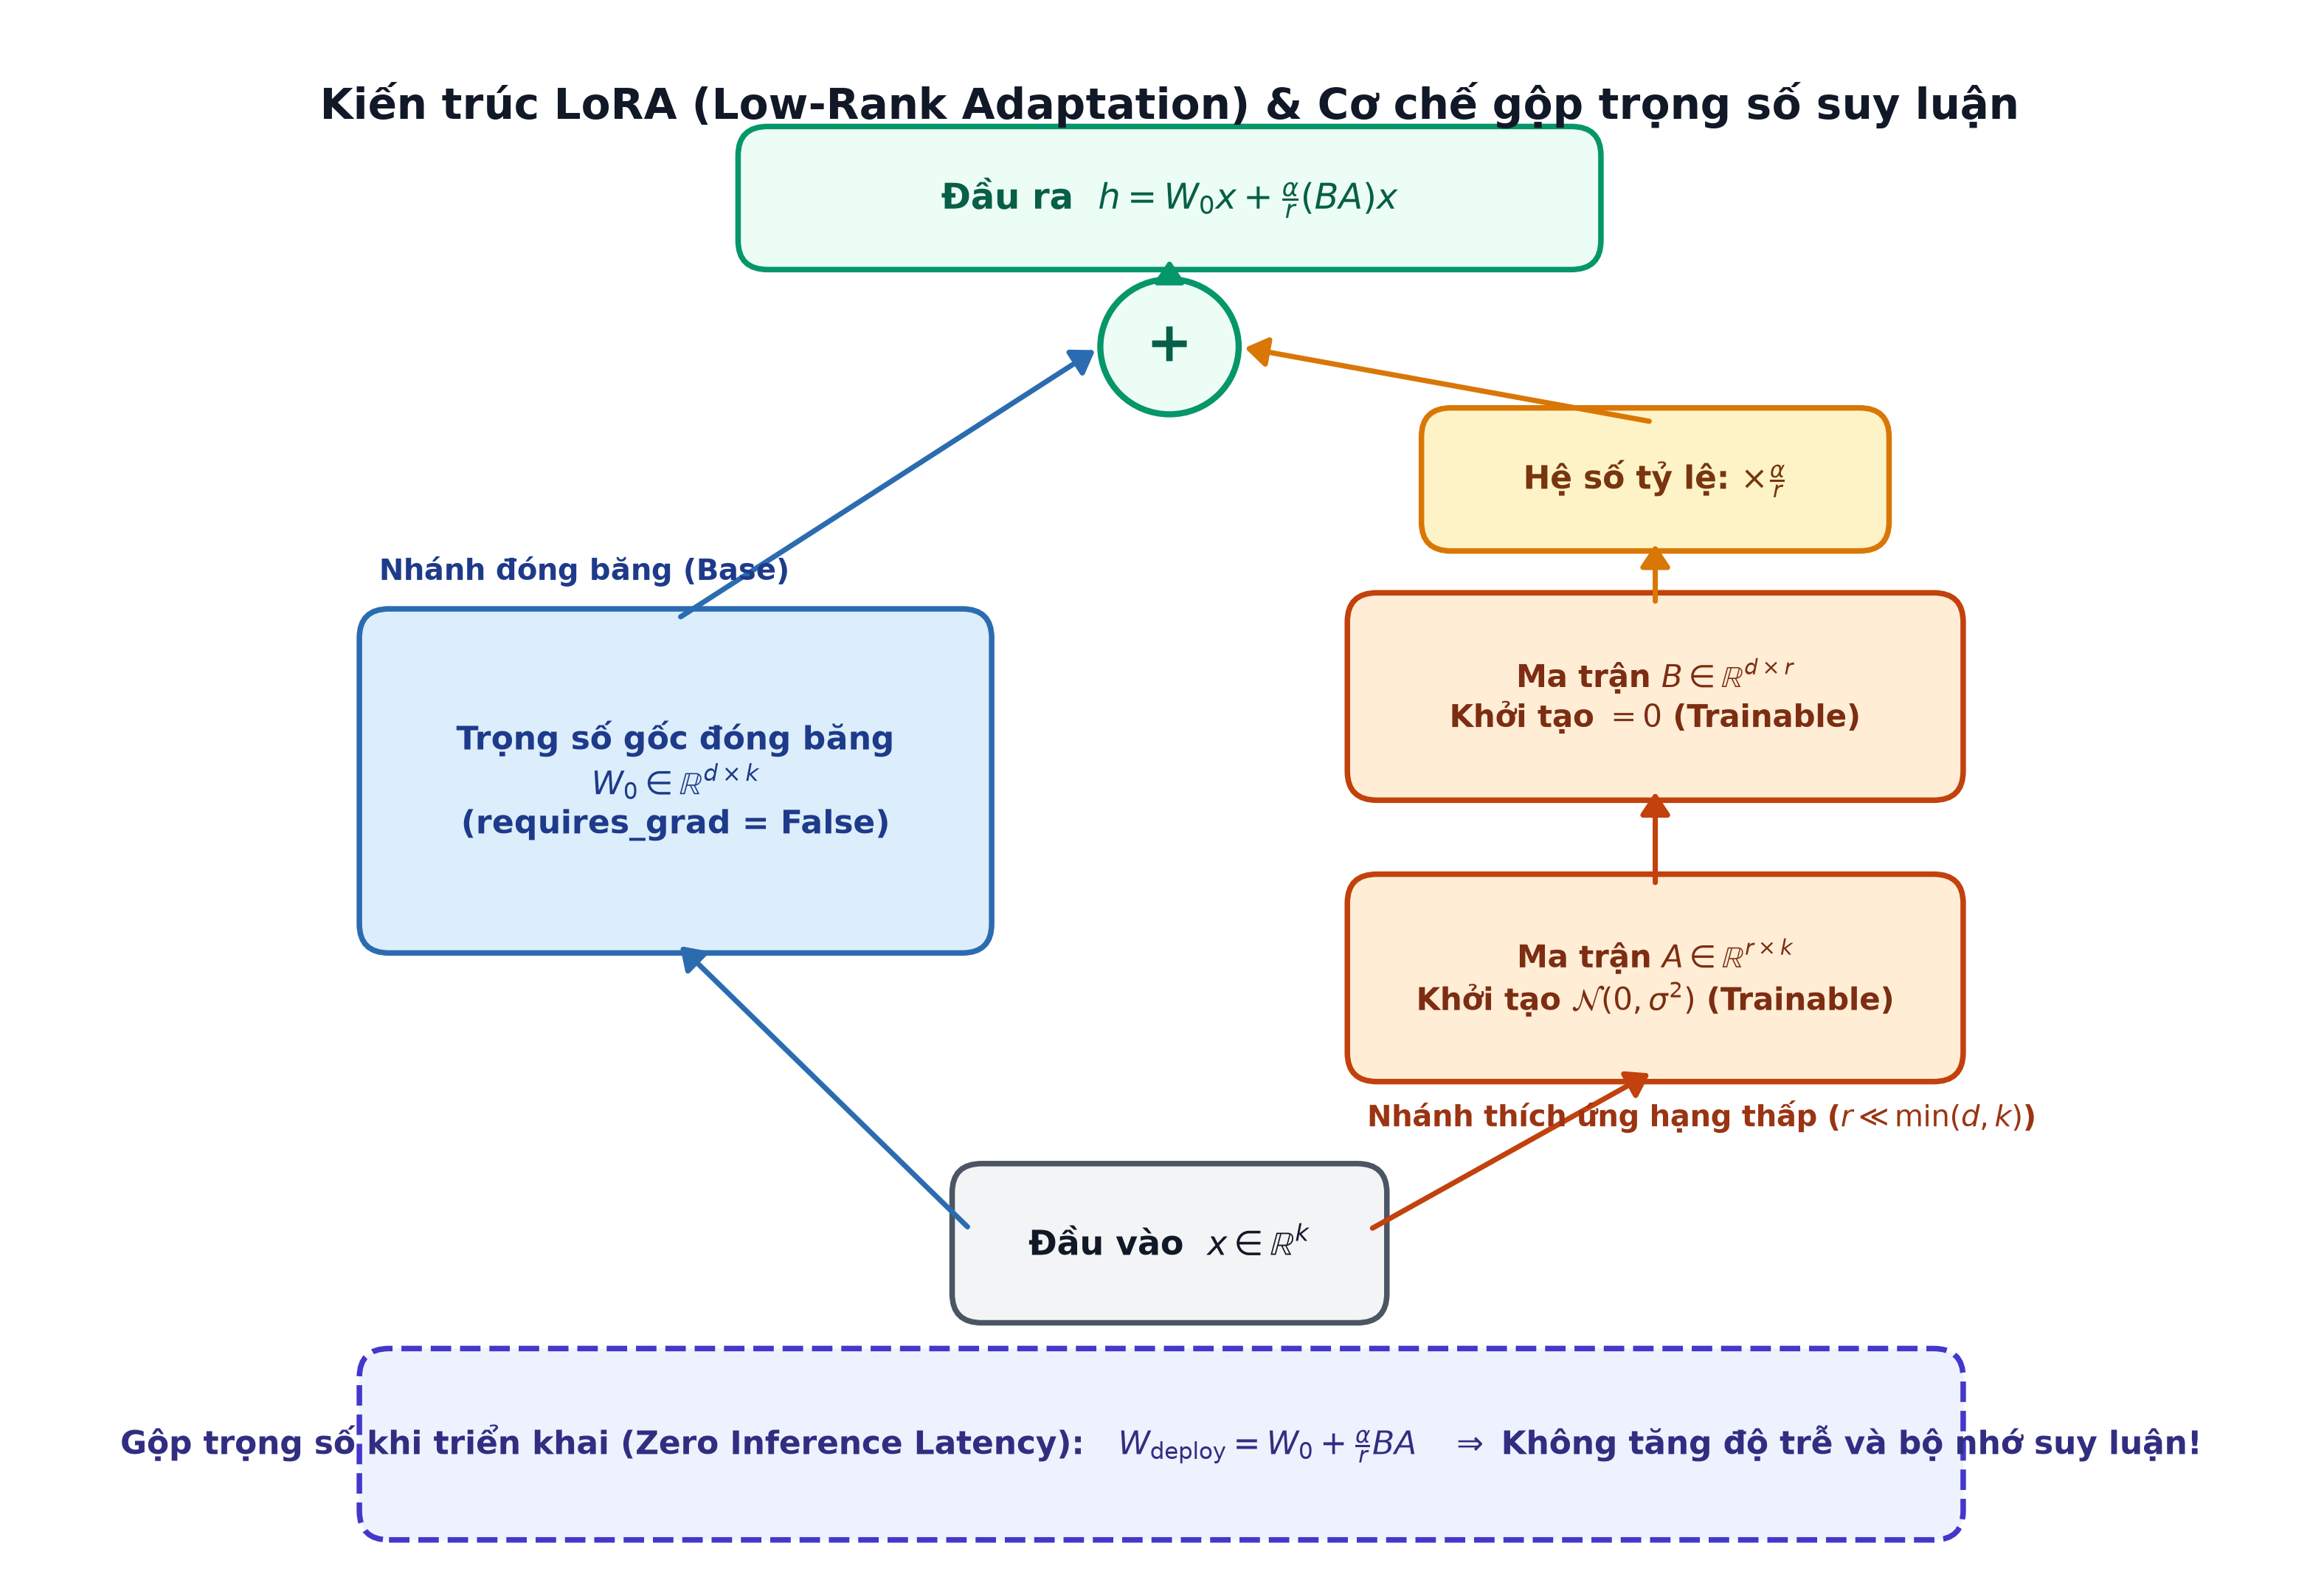 Kiến trúc LoRA (Low-Rank Adaptation) & Cơ chế gộp trọng số suy luận
Đầu ra h = W₀x + α/r (BA)x
+
Hệ số tỷ lệ: × α/r
Nhánh đóng băng (Base)
Trọng số gốc đóng băng
W₀ ∈ ℝ^{d × k}
(requires_grad = False)
Ma trận B ∈ ℝ^{d × r}
Khởi tạo = 0 (Trainable)
Ma trận A ∈ ℝ^{r × k}
Khởi tạo 𝒩(0, σ²) (Trainable)
Nhánh thích ứng hạng thấp (r ≪ min(d, k))
Đầu vào x ∈ ℝ^k
Gộp trọng số khi triển khai (Zero Inference Latency): W_deploy = W₀ + α/r BA ⇒ Không tăng độ trễ và bộ nhớ suy luận!